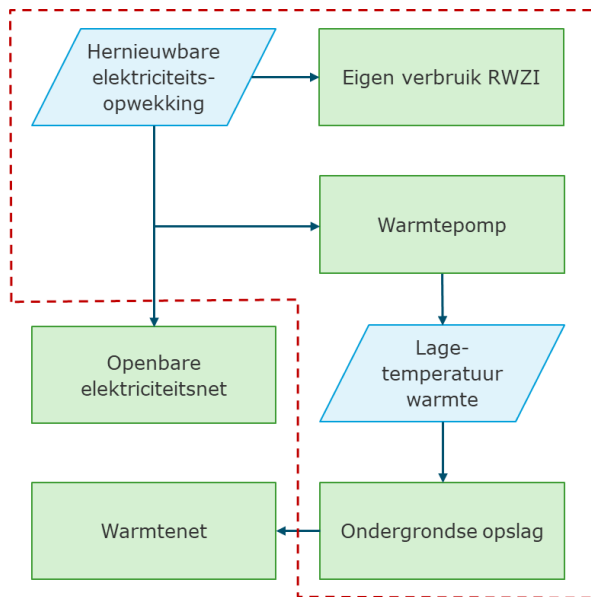 Hernieuwbare
elektriciteits-
opwekking
Eigen verbruik RWZI
Warmtepomp
Openbare
elektriciteitsnet
Lage-
temperatuur
warmte
Warmtenet
Ondergrondse opslag